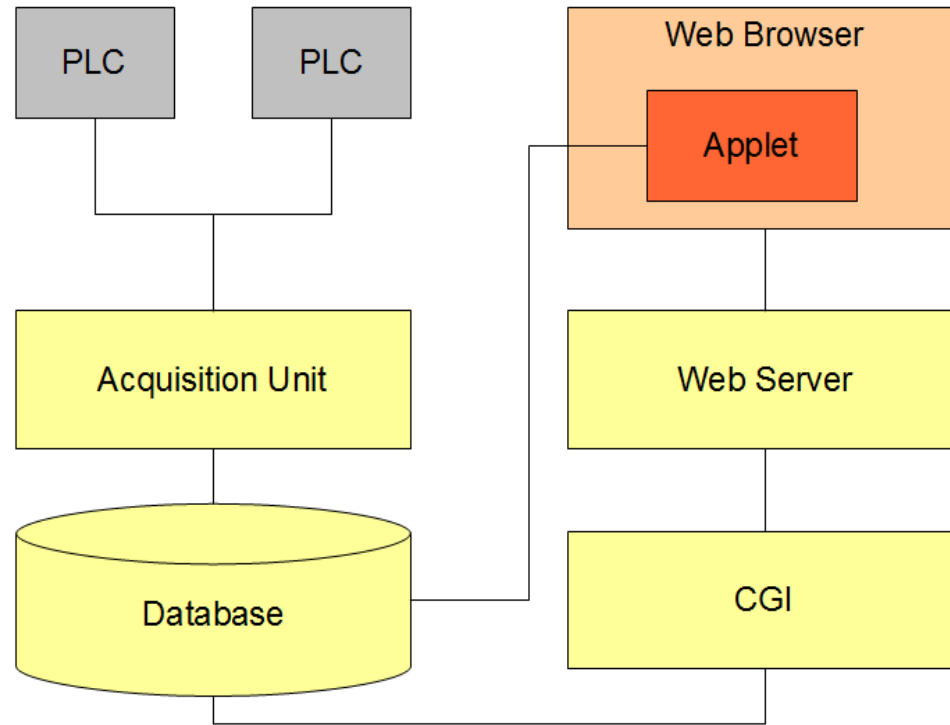 PLC
PLC
Web Browser
Applet
Acquisition Unit
Web Server
Database
CGI